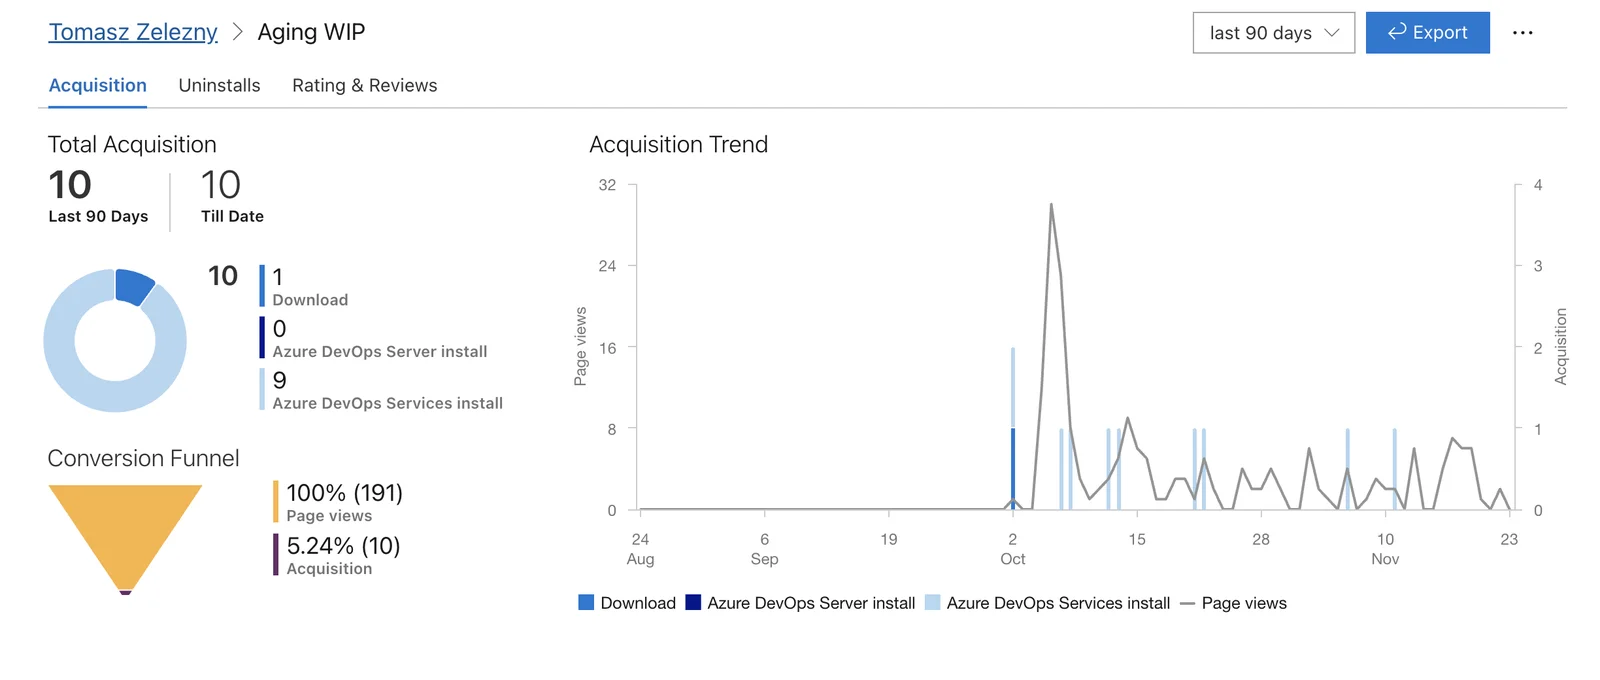 Tomasz Zelezny > Aging WIP
last 90 days
Export
...
Acquisition
Uninstalls
Rating & Reviews
Total Acquisition
10
Last 90 Days
10
Till Date
10
1
Download
0
Azure DevOps Server install
9
Azure DevOps Services install
Conversion Funnel
100% (191)
Page views
5.24% (10)
Acquisition
Acquisition Trend
Page views
32
24
16
8
0
4
3
2
1
0
Acquisition
24
Aug
6
Sep
19
2
Oct
15
28
10
Nov
23
Download
Azure DevOps Server install
Azure DevOps Services install
Page views